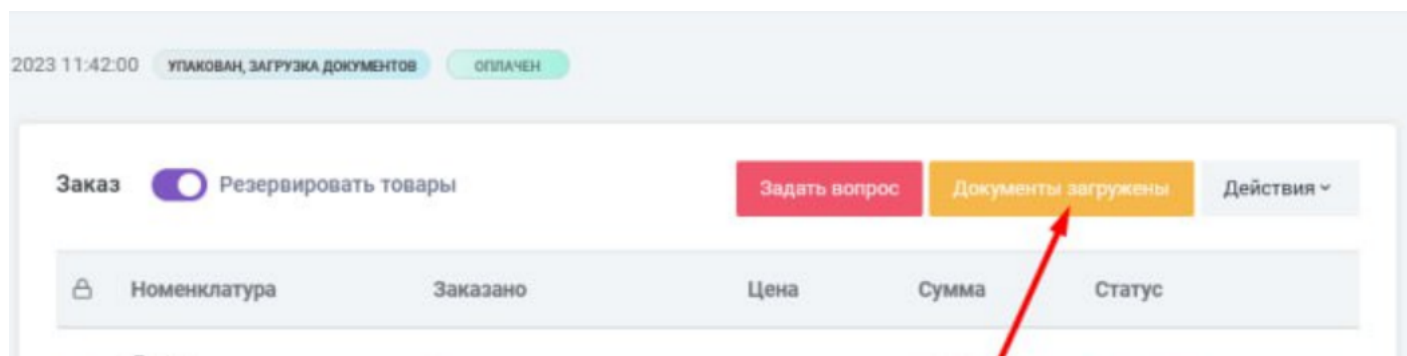 2023 11:42:00 УПАКОВАН, ЗАГРУЗКА ДОКУМЕНТОВ ОПЛАЧЕН
Заказ Резервировать товары Задать вопрос Документы загружены Действия
Номенклатура Заказано Цена Сумма Статус